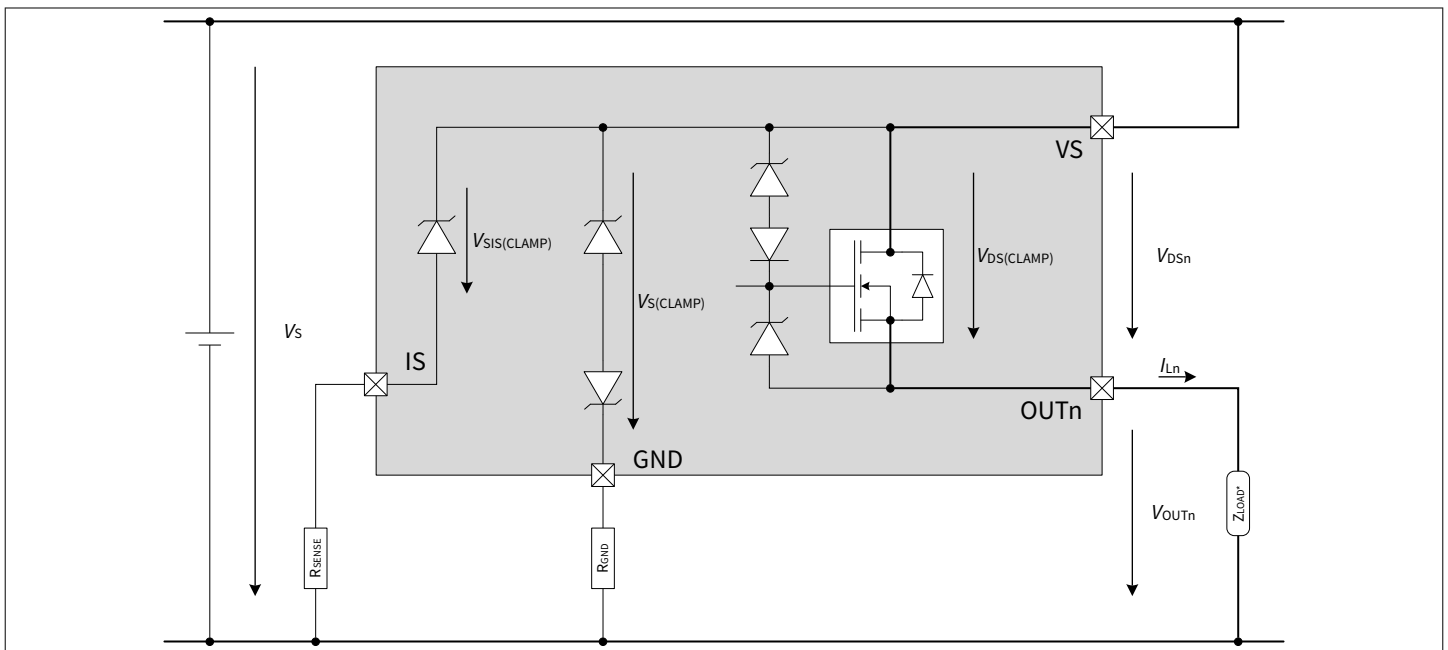 VS
VSIS(CLAMP)
VDS(CLAMP)
VDSn
VS(CLAMP)
VS
IS
ILn
OUTn
GND
VOUTn
ZLOAD*
RSENSE
RGND